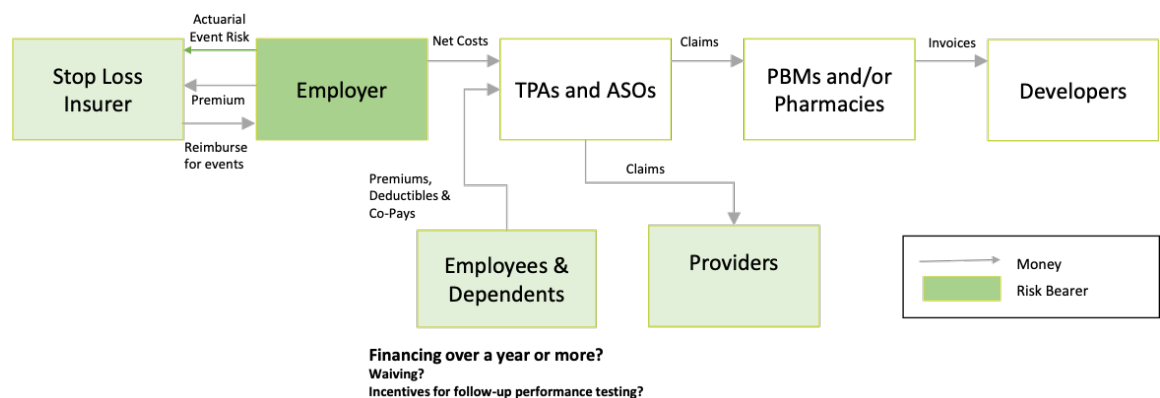 Actuarial
Event Risk
Stop Loss
Insurer
Premium
Reimburse
for events
Employer
Net Costs
TPAs and ASOs
Claims
PBMs and/or
Pharmacies
Invoices
Developers
Claims
Premiums,
Deductibles &
Co-Pays
Employees &
Dependents
Providers
Money
Risk Bearer
Financing over a year or more?
Waiving?
Incentives for follow-up performance testing?